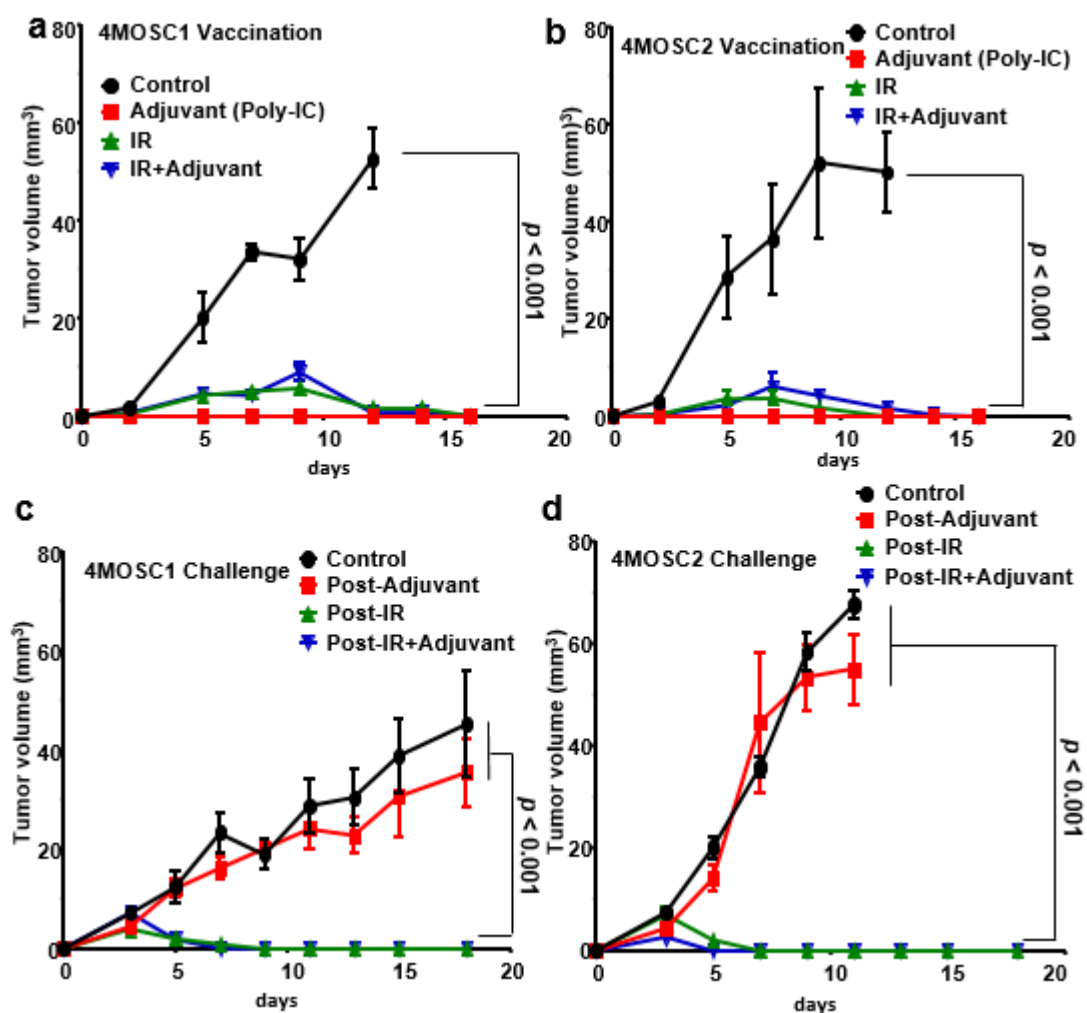 a
4MOSC1 Vaccination
Control
Adjuvant (Poly-IC)
IR
IR+Adjuvant
Tumor volume (mm³)
80
60
40
20
0
0 5 10 15 20
days
p < 0.001
b
4MOSC2 Vaccination
Control
Adjuvant (Poly-IC)
IR
IR+Adjuvant
Tumor volume (mm)³)
80
60
40
20
0
0 5 10 15 20
days
p < 0.001
c
4MOSC1 Challenge
Control
Post-Adjuvant
Post-IR
Post-IR+Adjuvant
Tumor volume (mm³)
80
60
40
20
0
0 5 10 15 20
days
p < 0.001
d
4MOSC2 Challenge
Control
Post-Adjuvant
Post-IR
Post-IR+Adjuvant
Tumor volume (mm³)
80
60
40
20
0
0 5 10 15 20
days
p < 0.001